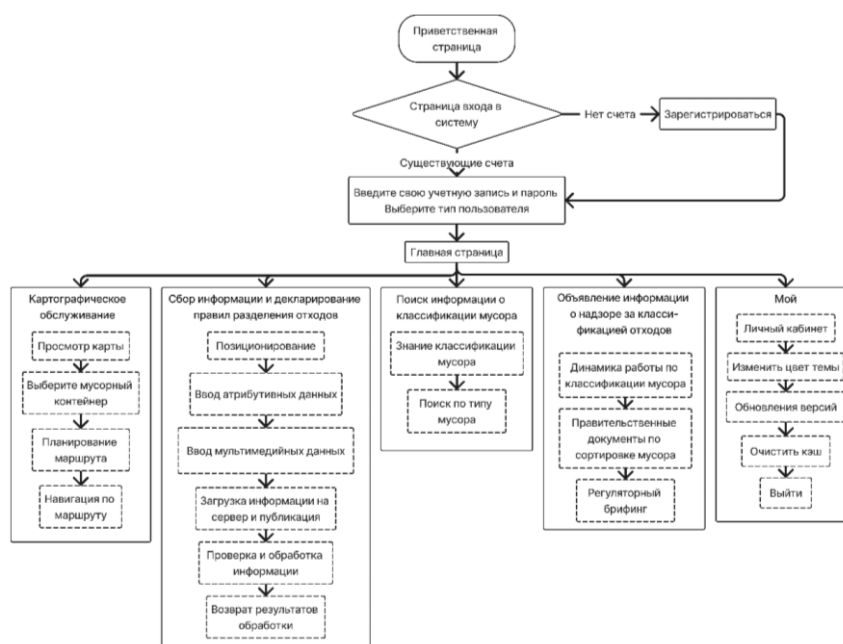 Приветственная
страница
Страница входа в
систему
Нет счета
Зарегистрироваться
Существующие счета
Введите свою учетную запись и пароль
Выберите тип пользователя
Главная страница
Картографическое
обслуживание
Просмотр карты
Выберите мусорный
контейнер
Планирование
маршрута
Навигация по
маршруту
Сбор информации и декларирование
правил разделения отходов
Позиционирование
Ввод атрибутивных данных
Ввод мультимедийных данных
Загрузка информации на
сервер и публикация
Проверка и обработка
информации
Возврат результатов
обработки
Поиск информации о
классификации мусора
Знание классификации
мусора
Поиск по типу
мусора
Объявление информации
о надзоре за класси-
фикацией отходов
Динамика работы по
классификации мусора
Правительственные
документы по
сортировке мусора
Регуляторный
брифинг
Мой
Личный кабинет
Изменить цвет темы
Обновления версий
Очистить кэш
Выйти